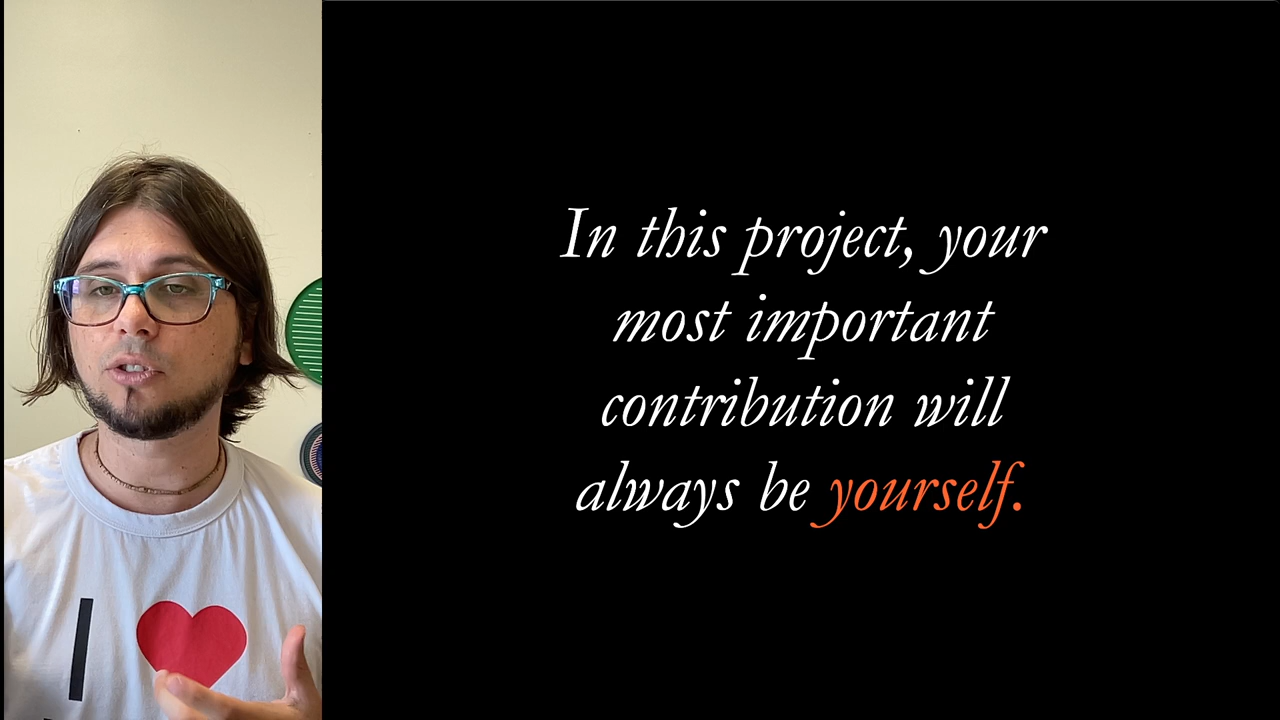 In this project, your
most important
contribution will
always be yourself.
I ❤